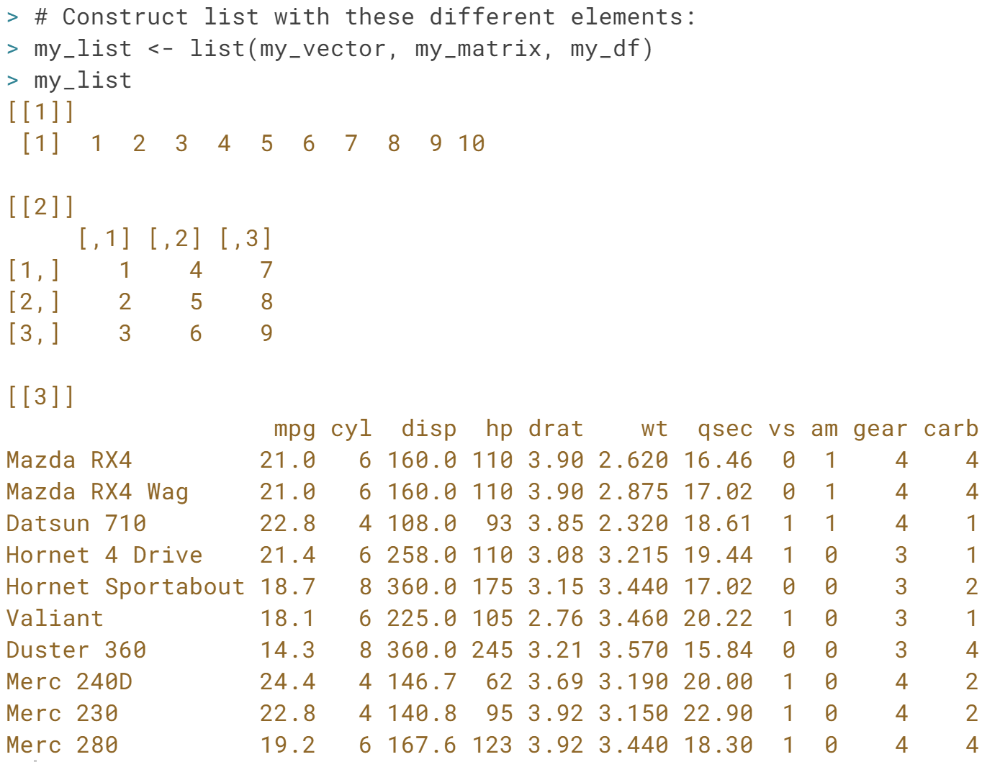 > # Construct list with these different elements:
> my_list <- list(my_vector, my_matrix, my_df)
> my_list
[[1]]
 [1]  1  2  3  4  5  6  7  8  9 10

[[2]]
     [,1] [,2] [,3]
[1,]    1    4    7
[2,]    2    5    8
[3,]    3    6    9

[[3]]
                   mpg cyl  disp  hp drat    wt  qsec vs am gear carb
Mazda RX4         21.0   6 160.0 110 3.90 2.620 16.46  0  1    4    4
Mazda RX4 Wag     21.0   6 160.0 110 3.90 2.875 17.02  0  1    4    4
Datsun 710        22.8   4 108.0  93 3.85 2.320 18.61  1  1    4    1
Hornet 4 Drive    21.4   6 258.0 110 3.08 3.215 19.44  1  0    3    1
Hornet Sportabout 18.7   8 360.0 175 3.15 3.440 17.02  0  0    3    2
Valiant           18.1   6 225.0 105 2.76 3.460 20.22  1  0    3    1
Duster 360        14.3   8 360.0 245 3.21 3.570 15.84  0  0    3    4
Merc 240D         24.4   4 146.7  62 3.69 3.190 20.00  1  0    4    2
Merc 230          22.8   4 140.8  95 3.92 3.150 22.90  1  0    4    2
Merc 280          19.2   6 167.6 123 3.92 3.440 18.30  1  0    4    4